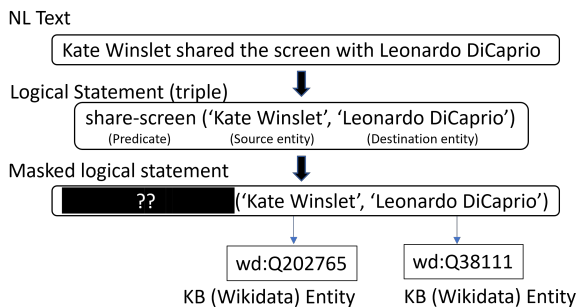 NL Text
Kate Winslet shared the screen with Leonardo DiCaprio
Logical Statement (triple)
share-screen (‘Kate Winslet’, ‘Leonardo DiCaprio’)
(Predicate) (Source entity) (Destination entity)
Masked logical statement
?? (‘Kate Winslet’, ‘Leonardo DiCaprio’)
wd:Q202765 wd:Q38111
KB (Wikidata) Entity KB (Wikidata) Entity